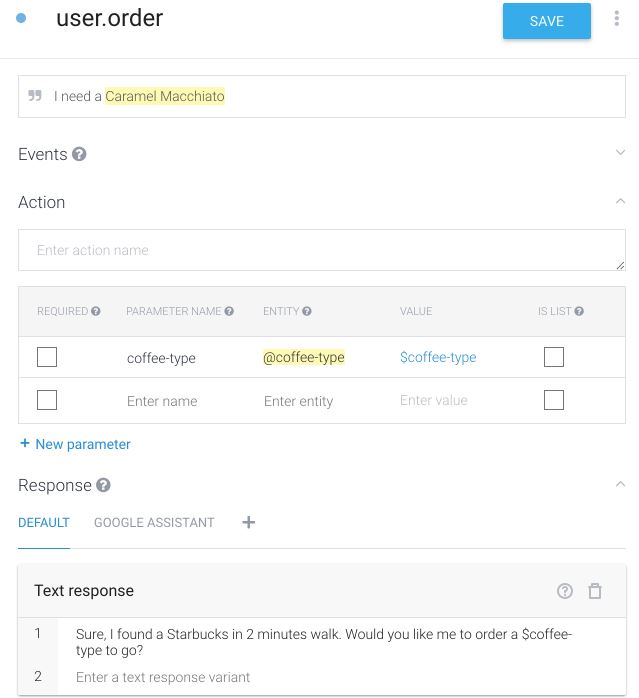 user.order
SAVE
I need a Caramel Macchiato
Events
Action
Enter action name
REQUIRED PARAMETER NAME ENTITY VALUE IS LIST
coffee-type @coffee-type $coffee-type
Enter name Enter entity Enter value
+ New parameter
Response
DEFAULT GOOGLE ASSISTANT +
Text response
1 Sure, I found a Starbucks in 2 minutes walk. Would you like me to order a $coffee-
type to go?
2 Enter a text response variant